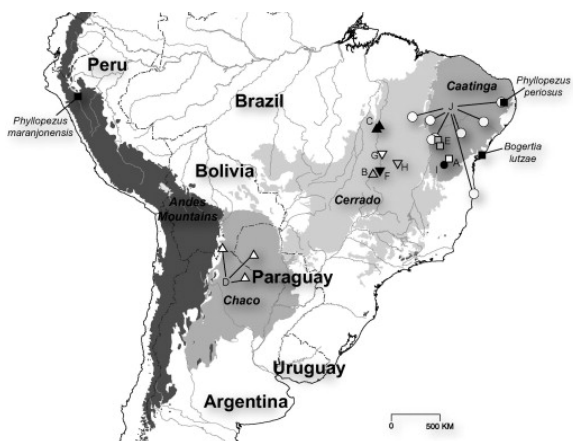 Peru
Caatinga
Phyllopezus
periosus
Phyllopezus
maranjonensis
Brazil
C
J
E
G
H
A
I
B
F
Bogertia
lutzae
Bolivia
Cerrado
Andes
Mountains
D
Paraguay
Chaco
Uruguay
Argentina
0
500 KM